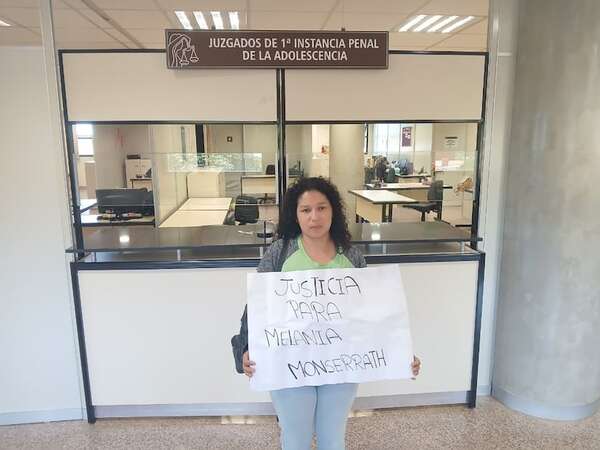 JUZGADOS DE 1ª INSTANCIA PENAL
DE LA ADOLESCENCIA
JUSTICIA
PARA
MELANIA
MONSERRATH